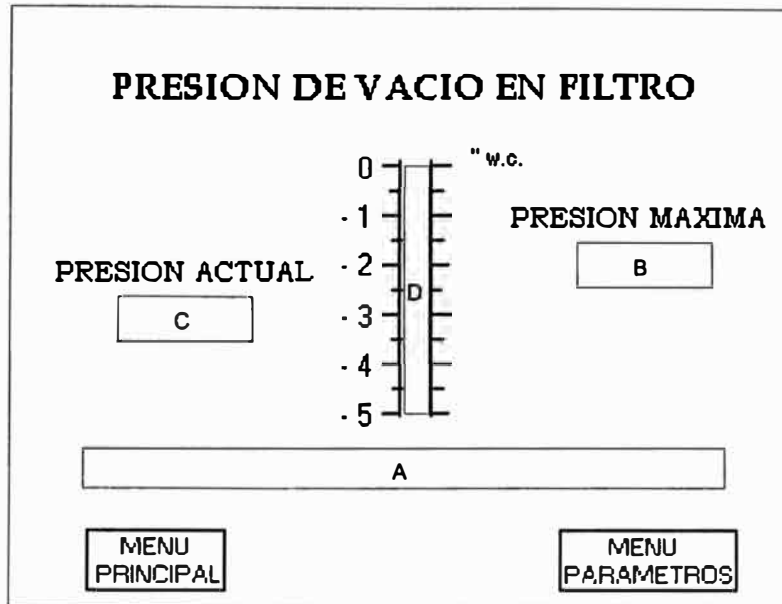 PRESION DE VACIO EN FILTRO
" w.c.
0
- 1
- 2
- 3
- 4
- 5
D
PRESION MAXIMA
B
PRESION ACTUAL
C
A
MENU
PRINCIPAL
MENU
PARAMETROS